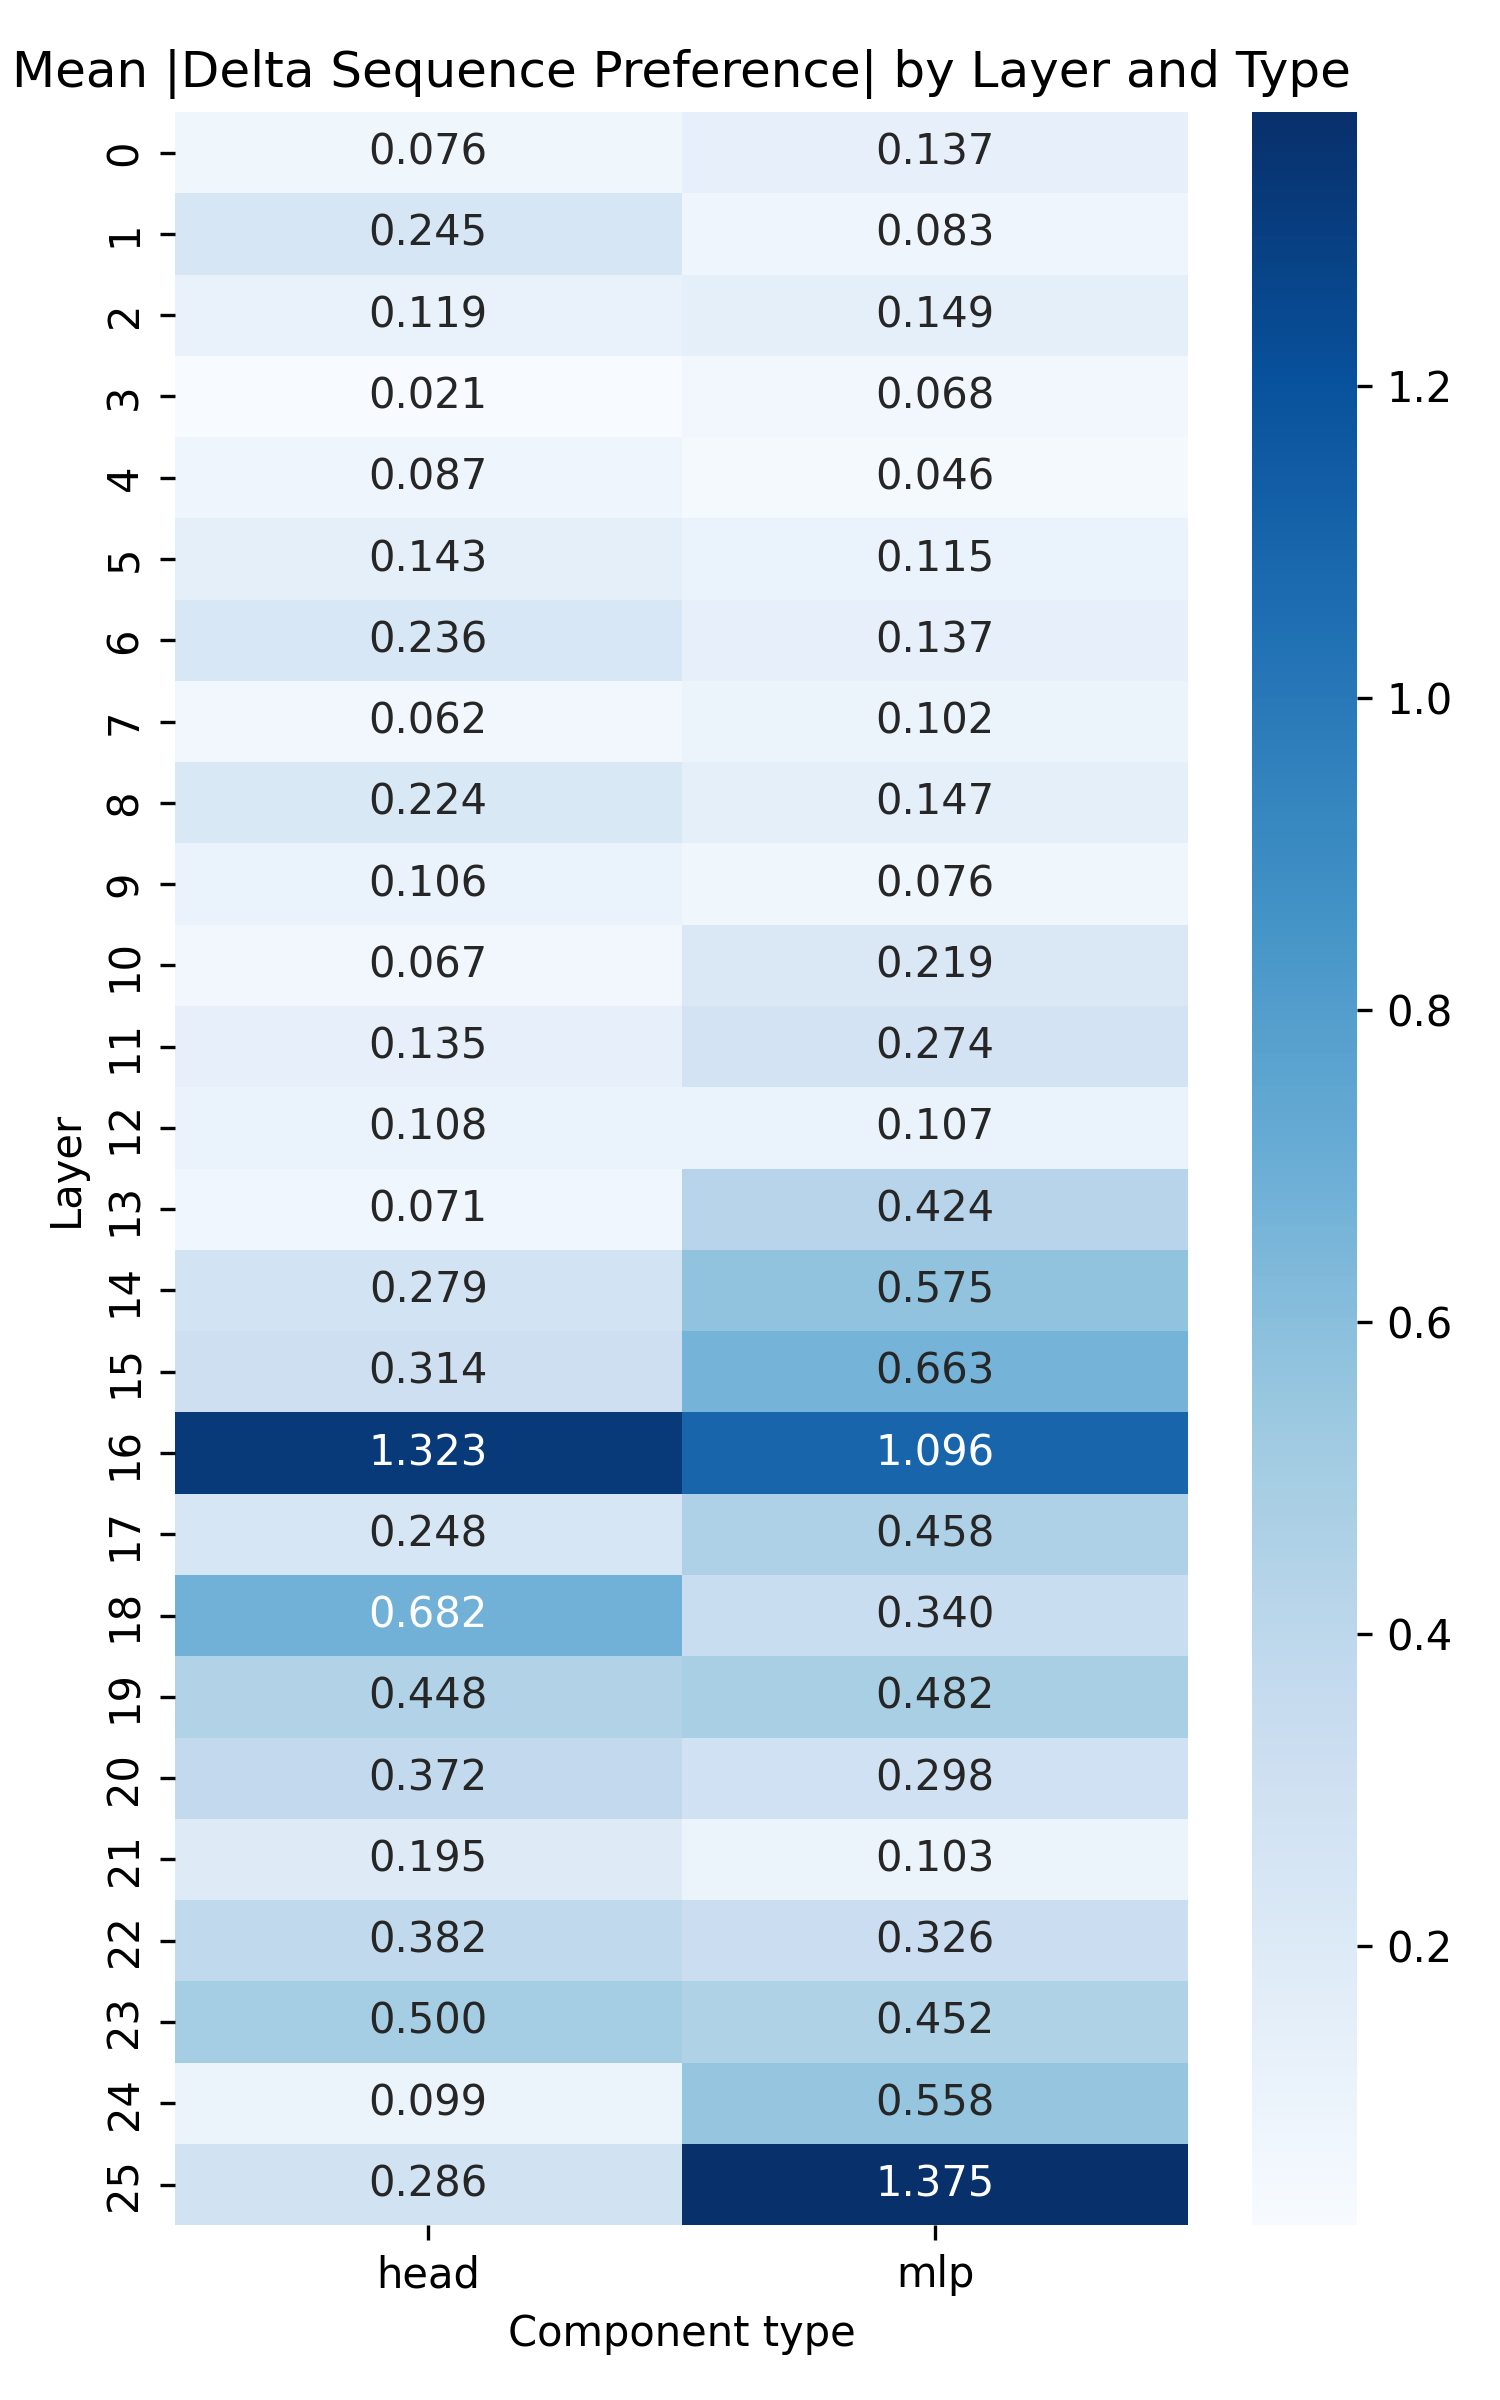 Mean |Delta Sequence Preference| by Layer and Type
0 0.076 0.137
1 0.245 0.083
2 0.119 0.149
3 0.021 0.068
4 0.087 0.046
5 0.143 0.115
6 0.236 0.137
7 0.062 0.102
8 0.224 0.147
9 0.106 0.076
10 0.067 0.219
11 0.135 0.274
12 0.108 0.107
13 0.071 0.424
14 0.279 0.575
15 0.314 0.663
16 1.323 1.096
17 0.248 0.458
18 0.682 0.340
19 0.448 0.482
20 0.372 0.298
21 0.195 0.103
22 0.382 0.326
23 0.500 0.452
24 0.099 0.558
25 0.286 1.375
Layer
head mlp
Component type
1.2
1.0
0.8
0.6
0.4
0.2